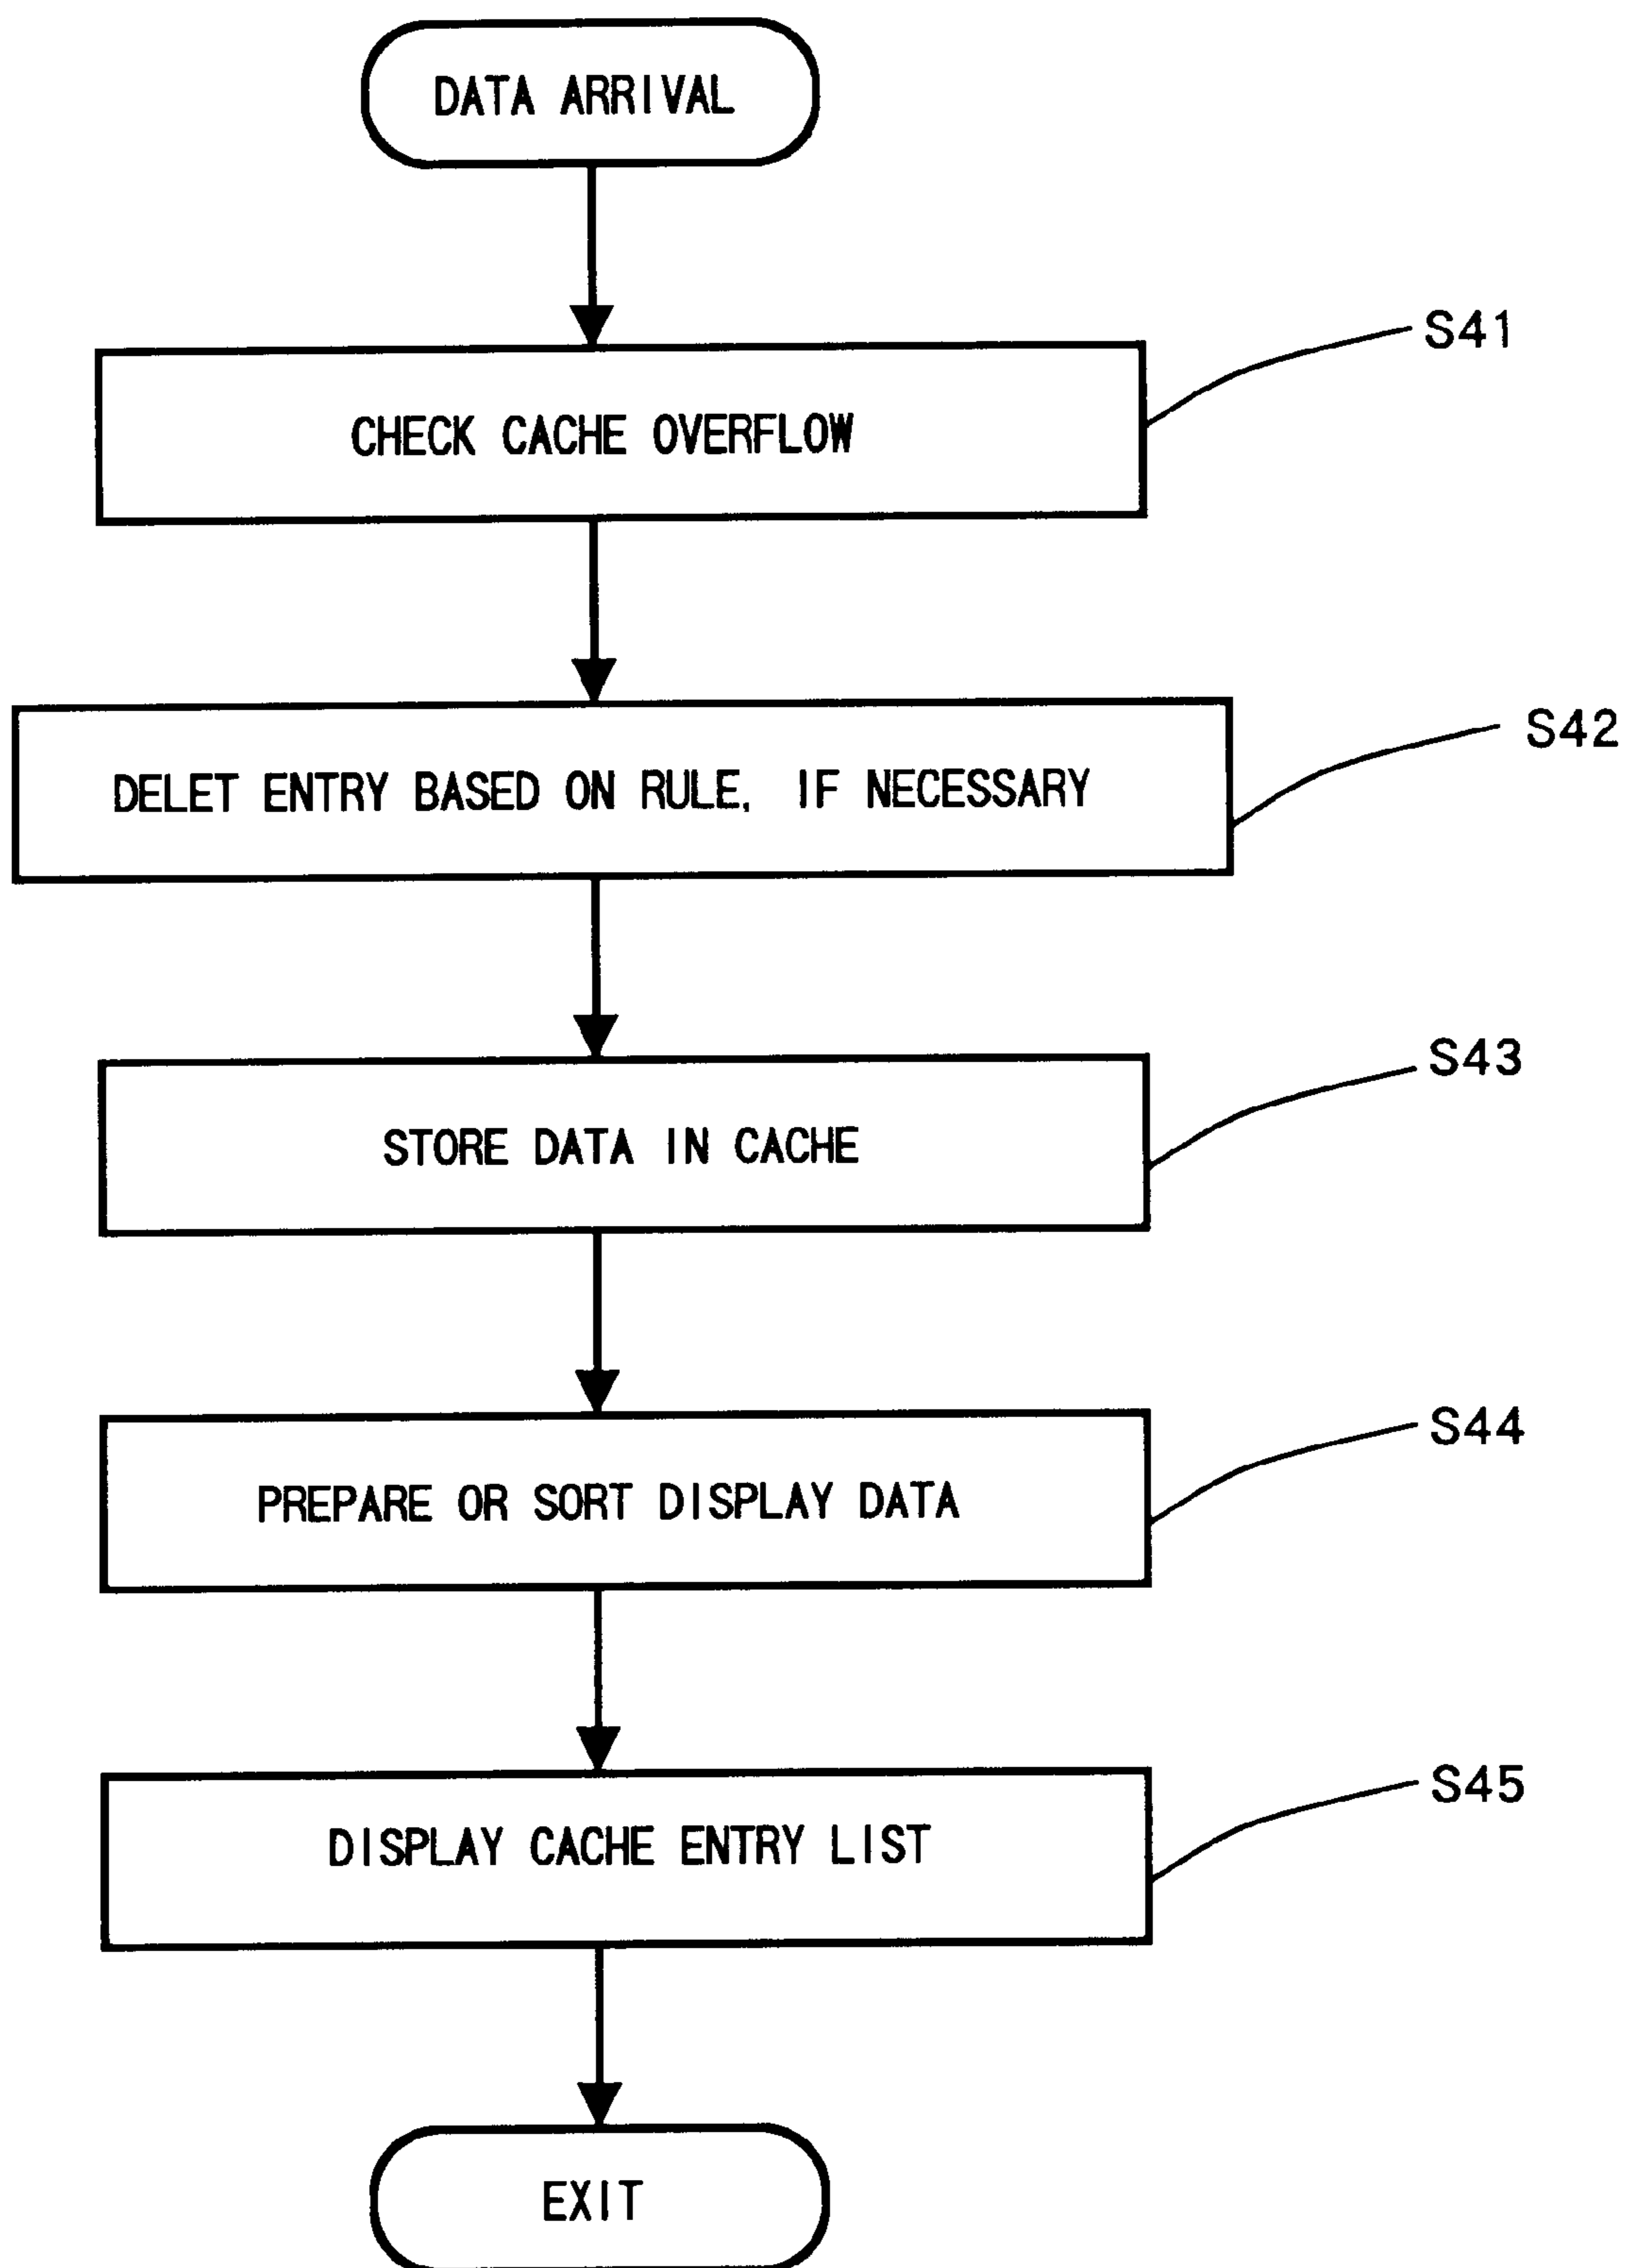 DATA ARRIVAL
S41
CHECK CACHE OVERFLOW
S42
DELET ENTRY BASED ON RULE, IF NECESSARY
S43
STORE DATA IN CACHE
S44
PREPARE OR SORT DISPLAY DATA
S45
DISPLAY CACHE ENTRY LIST
EXIT